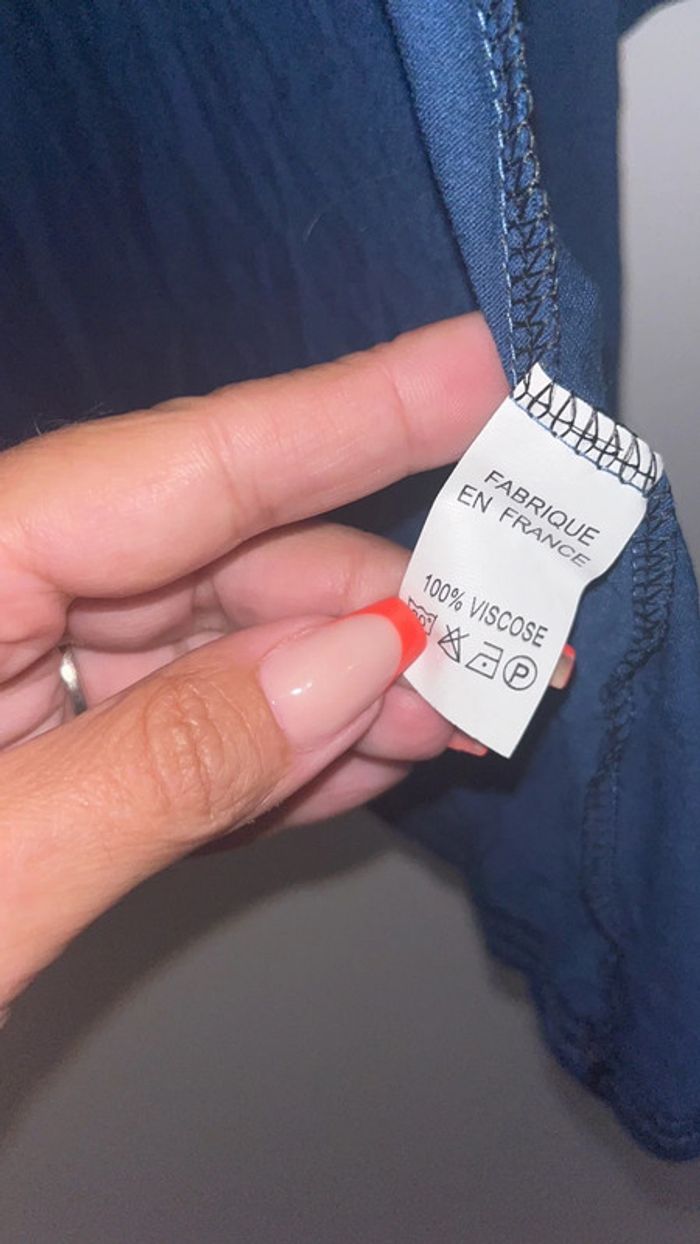 FABRIQUE
EN FRANCE
100% VISCOSE
P